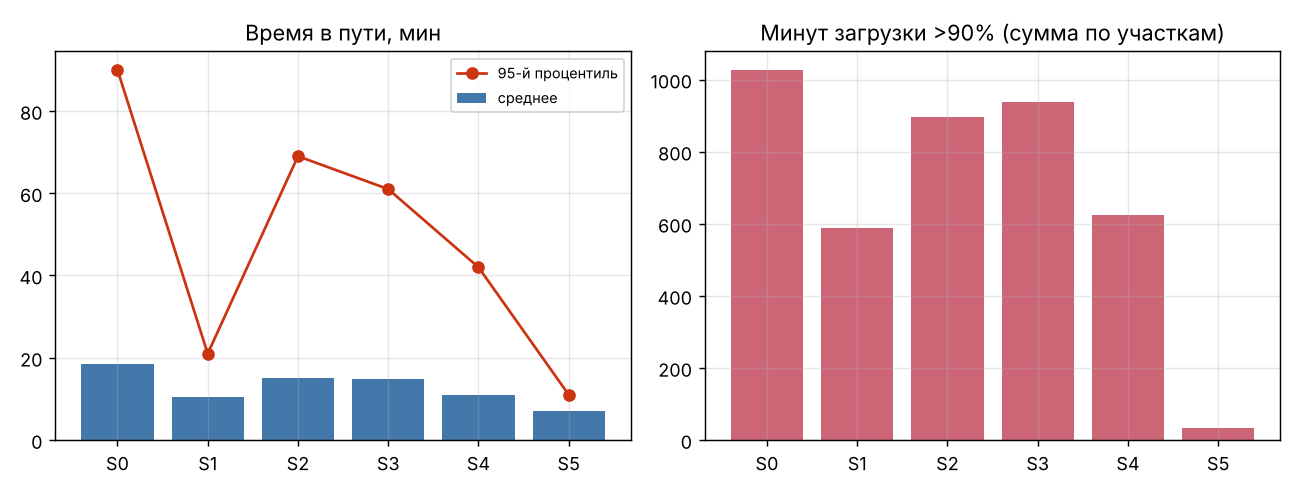 Время в пути, мин
95-й процентиль
среднее
80
60
40
20
0
S0 S1 S2 S3 S4 S5
Минут загрузки >90% (сумма по участкам)
1000
800
600
400
200
0
S0 S1 S2 S3 S4 S5